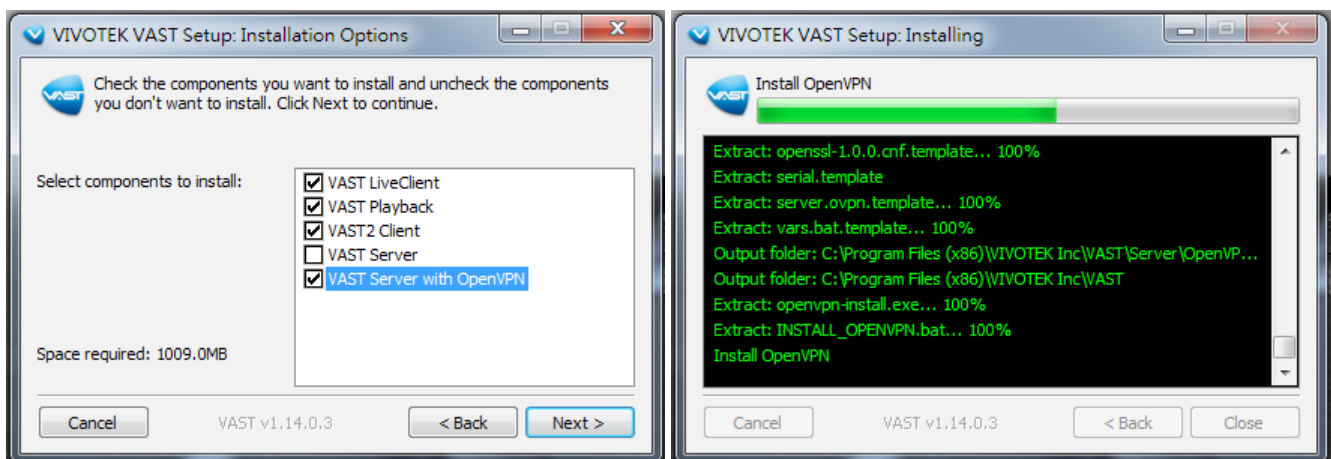 VIVOTEK VAST Setup: Installation Options
VAST
Check the components you want to install and uncheck the components
you don't want to install. Click Next to continue.
Select components to install:
VAST LiveClient
VAST Playback
VAST2 Client
VAST Server
VAST Server with OpenVPN
Space required: 1009.0MB
Cancel
VAST v1.14.0.3
< Back
Next >
VIVOTEK VAST Setup: Installing
VAST
Install OpenVPN
Extract: openssl-1.0.0.cnf.template... 100%
Extract: serial.template
Extract: server.ovpn.template... 100%
Extract: vars.bat.template... 100%
Output folder: C:\Program Files (x86)\VIVOTEK Inc\VAST\Server\OpenVP...
Output folder: C:\Program Files (x86)\VIVOTEK Inc\VAST
Extract: openvpn-install.exe... 100%
Extract: INSTALL_OPENVPN.bat... 100%
Install OpenVPN
Cancel
VAST v1.14.0.3
< Back
Close